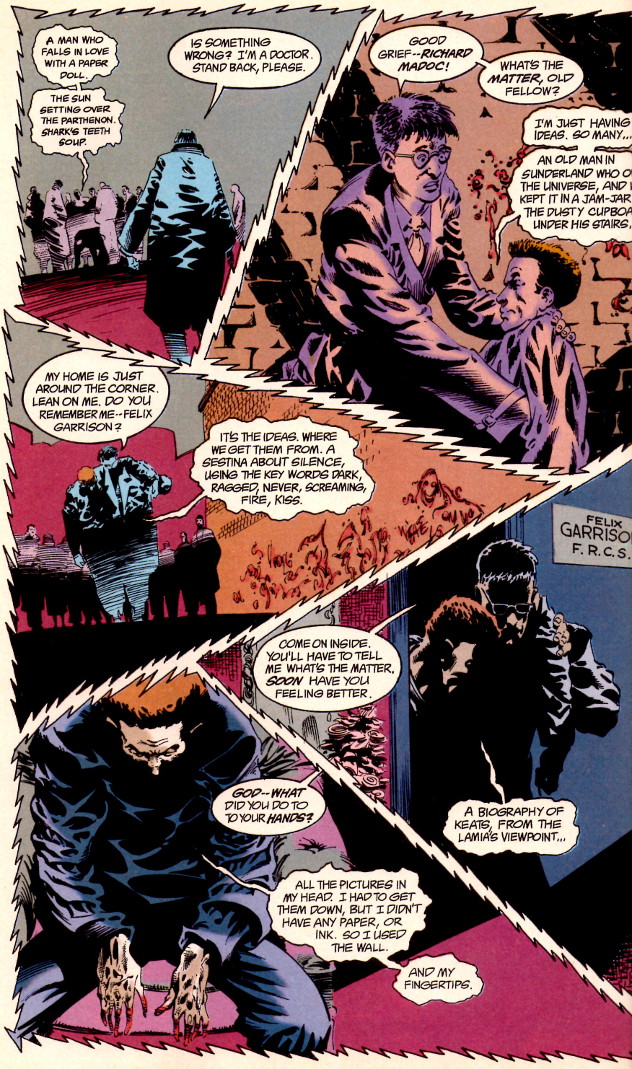 A MAN WHO
FALLS IN LOVE
WITH A PAPER
DOLL.
THE SUN
SETTING OVER
THE PARTHENON.
SHARK'S TEETH
SOUP.
IS SOMETHING
WRONG? I'M A DOCTOR.
STAND BACK, PLEASE.
GOOD
GRIEF--RICHARD
MADOC!
WHAT'S THE
MATTER, OLD
FELLOW?
I'M JUST HAVING
IDEAS. SO MANY...
AN OLD MAN IN
SUNDERLAND WHO
THE UNIVERSE, AND
KEPT IT IN A JAM-JAR
THE DUSTY
UNDER HIS STAIRS.
MY HOME IS JUST
AROUND THE CORNER.
LEAN ON ME. DO YOU
REMEMBER ME--FELIX
GARRISON?
IT'S THE IDEAS. WHERE
WE GET THEM FROM. A
SESTINA ABOUT SILENCE,
USING THE KEY WORDS DARK,
RAGGED, NEVER, SCREAMING,
FIRE, KISS.
FELIX
GARRISON
F.R.C.S.
COME ON INSIDE.
YOU'LL HAVE TO TELL
ME WHAT'S THE MATTER.
SOON HAVE YOU
FEELING BETTER.
A BIOGRAPHY OF
KEATS, FROM THE
LAMIA'S VIEWPOINT...
GOD--WHAT
DID YOU DO TO
TO YOUR HANDS?
ALL THE PICTURES IN
MY HEAD. I HAD TO GET
THEM DOWN, BUT I DIDN'T
HAVE ANY PAPER, OR
INK. SO I USED
THE WALL.
AND MY
FINGERTIPS.